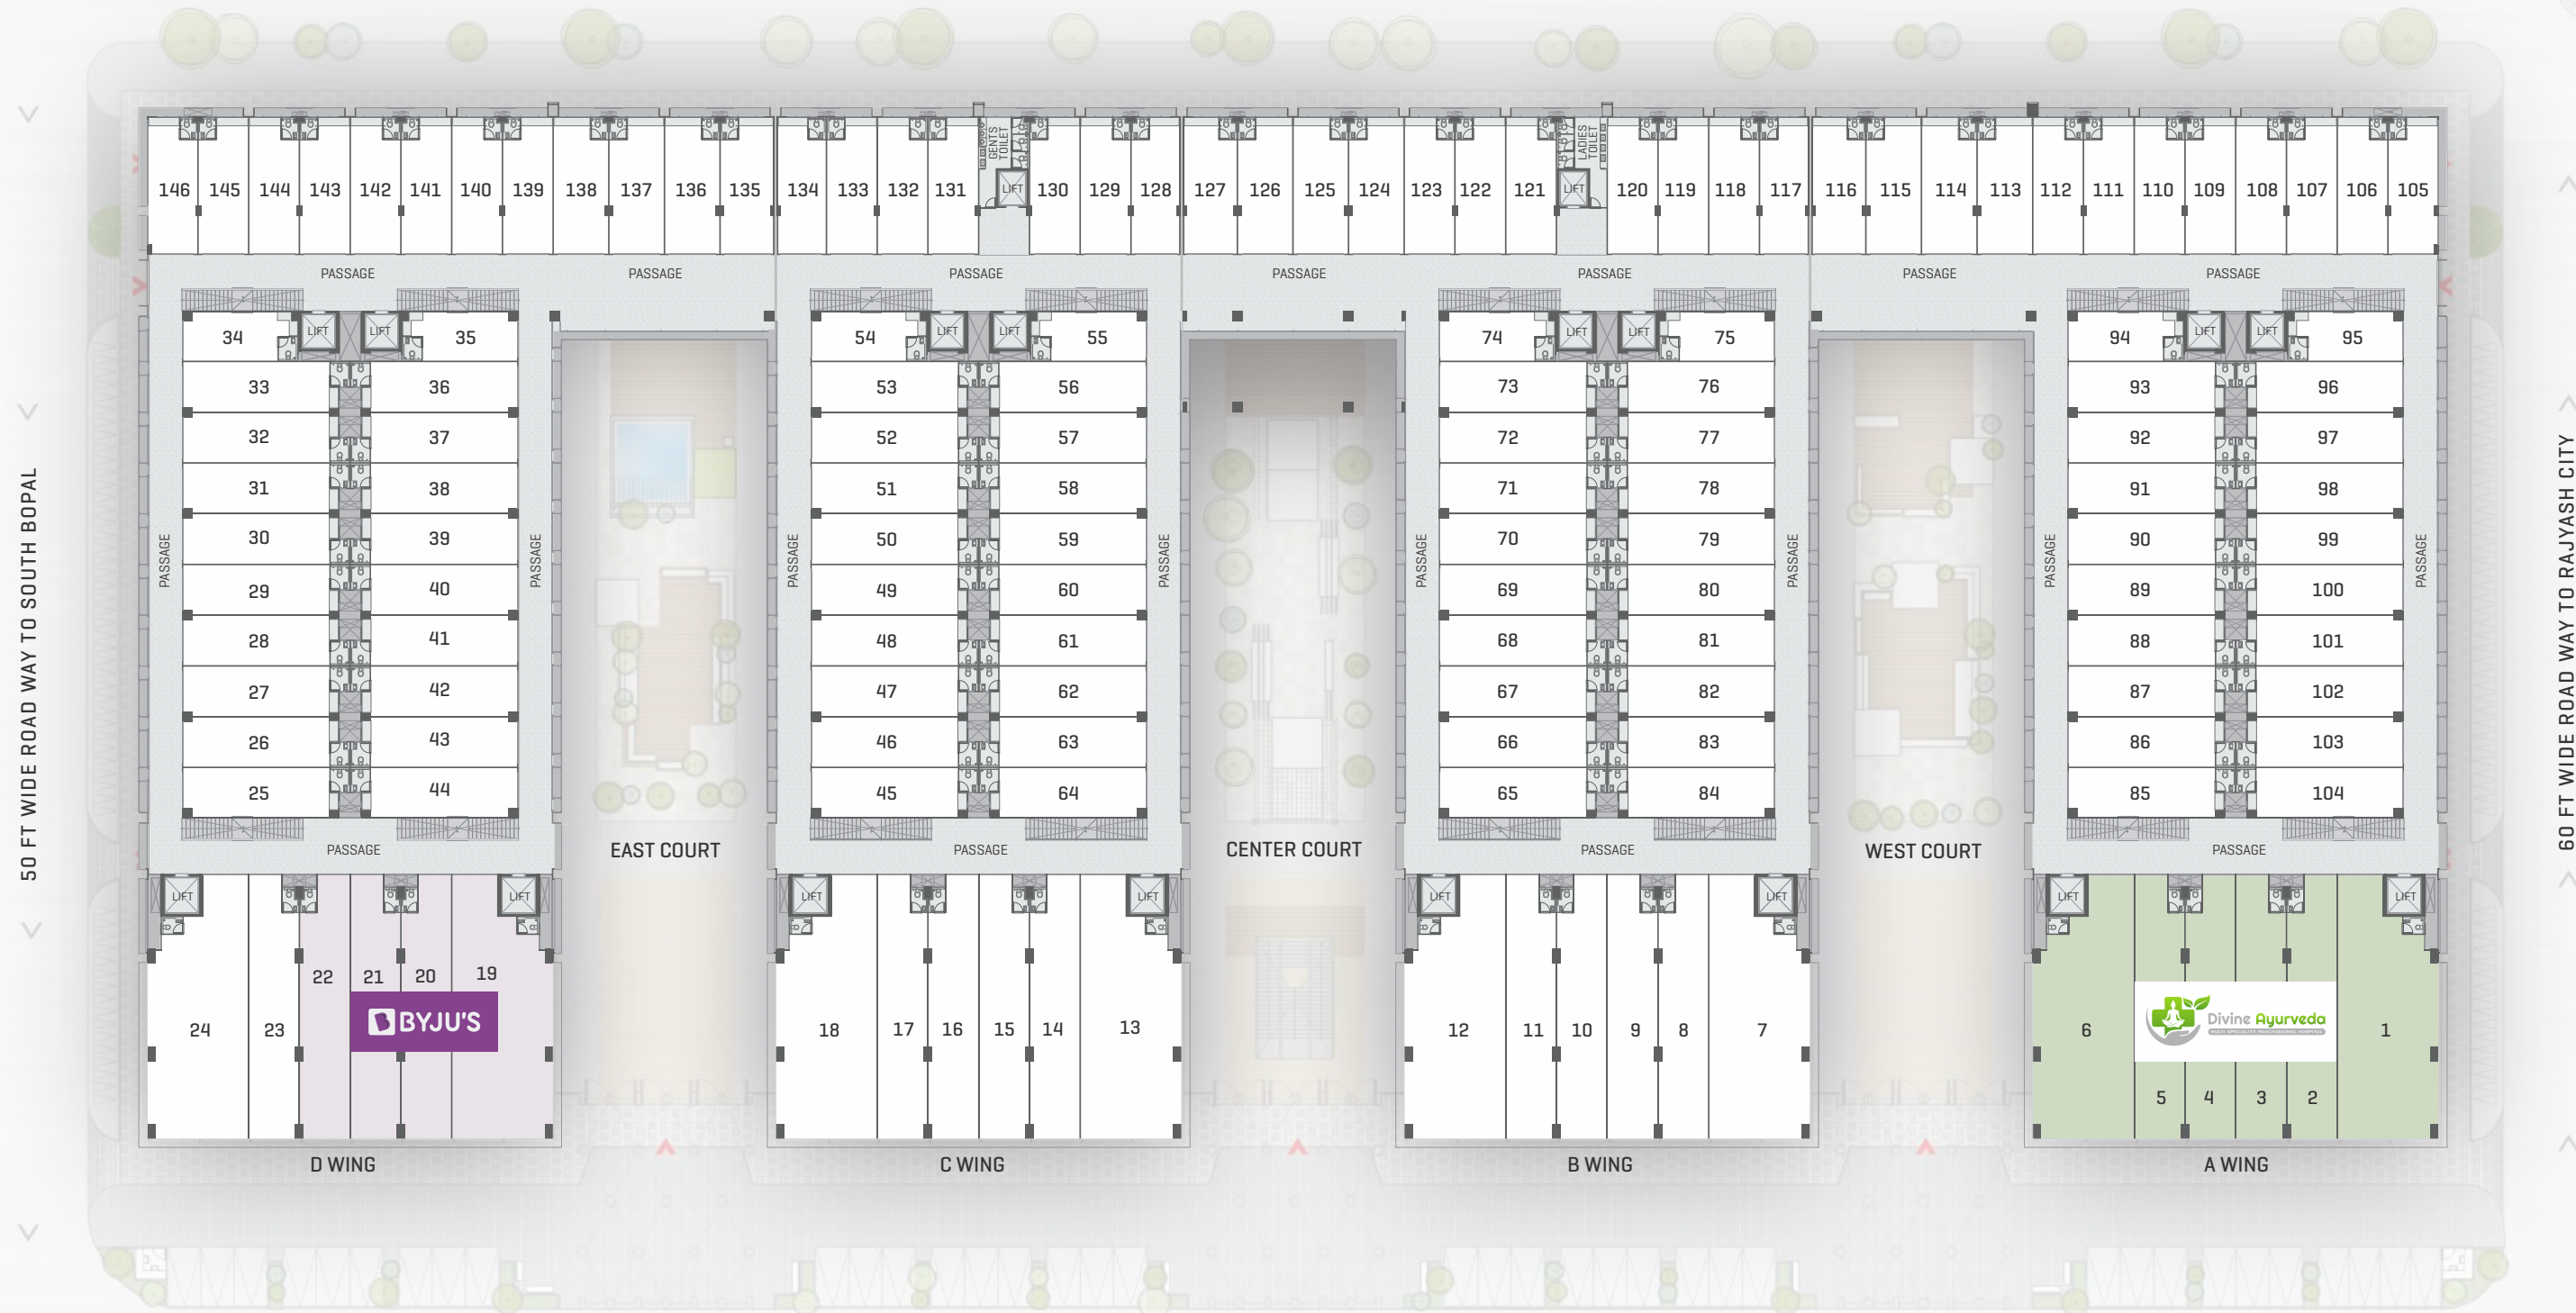 146 145 144 143 142 141 140 139 138 137 136 135 134 133 132 131 GENTS TOILET LIFT 130 129 128 127 126 125 124 123 122 121 LIFT LADIES TOILET 120 119 118 117 116 115 114 113 112 111 110 109 108 107 106 105
PASSAGE PASSAGE PASSAGE PASSAGE PASSAGE PASSAGE PASSAGE
34 LIFT LIFT 35 54 LIFT LIFT 55 74 LIFT LIFT 75 94 LIFT LIFT 95
33 36 53 56 73 76 93 96
32 37 52 57 72 77 92 97
31 38 51 58 71 78 91 98
30 39 50 59 70 79 90 99
PASSAGE PASSAGE PASSAGE PASSAGE PASSAGE PASSAGE PASSAGE PASSAGE
29 40 49 60 69 80 89 100
28 41 48 61 68 81 88 101
27 42 47 62 67 82 87 102
26 43 46 63 66 83 86 103
25 44 45 64 65 84 85 104
50 FT WIDE ROAD WAY TO SOUTH BOPAL
60 FT WIDE ROAD WAY TO RAJYASH CITY
PASSAGE EAST COURT PASSAGE CENTER COURT PASSAGE WEST COURT PASSAGE
LIFT LIFT LIFT LIFT LIFT LIFT LIFT LIFT
22 21 20 19
BYJU'S
24 23 18 17 16 15 14 13 12 11 10 9 8 7 6 1
Divine Ayurveda
MULTI SPECIALITY PANCHAKARMA HOSPITAL
5 4 3 2
D WING C WING B WING A WING